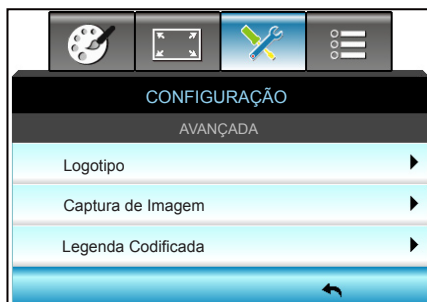 CONFIGURAÇÃO
AVANÇADA
Logotipo
Captura de Imagem
Legenda Codificada